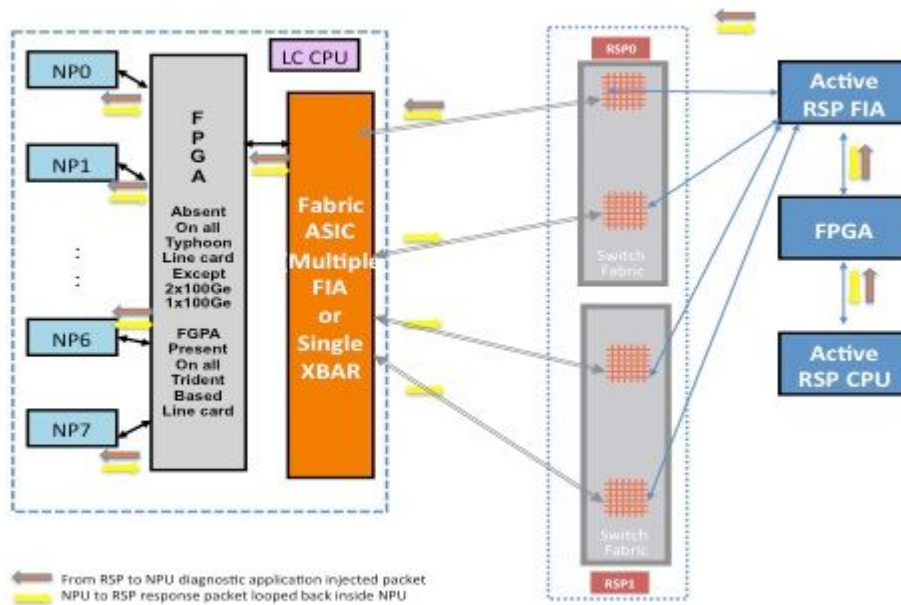 NP0
NP1
NP6
NP7
F
P
G
A
Absent
On all
Typhoon
Line card
Except
2x100Ge
1x100Ge
FGPA
Present
On all
Trident
Based
Line card
LC CPU
Fabric
ASIC
(Multiple
FIA
or
Single
XBAR
RSP0
Switch
Fabric
Switch
Fabric
RSP1
Active
RSP FIA
FPGA
Active
RSP CPU
From RSP to NPU diagnostic application injected packet
NPU to RSP response packet looped back inside NPU